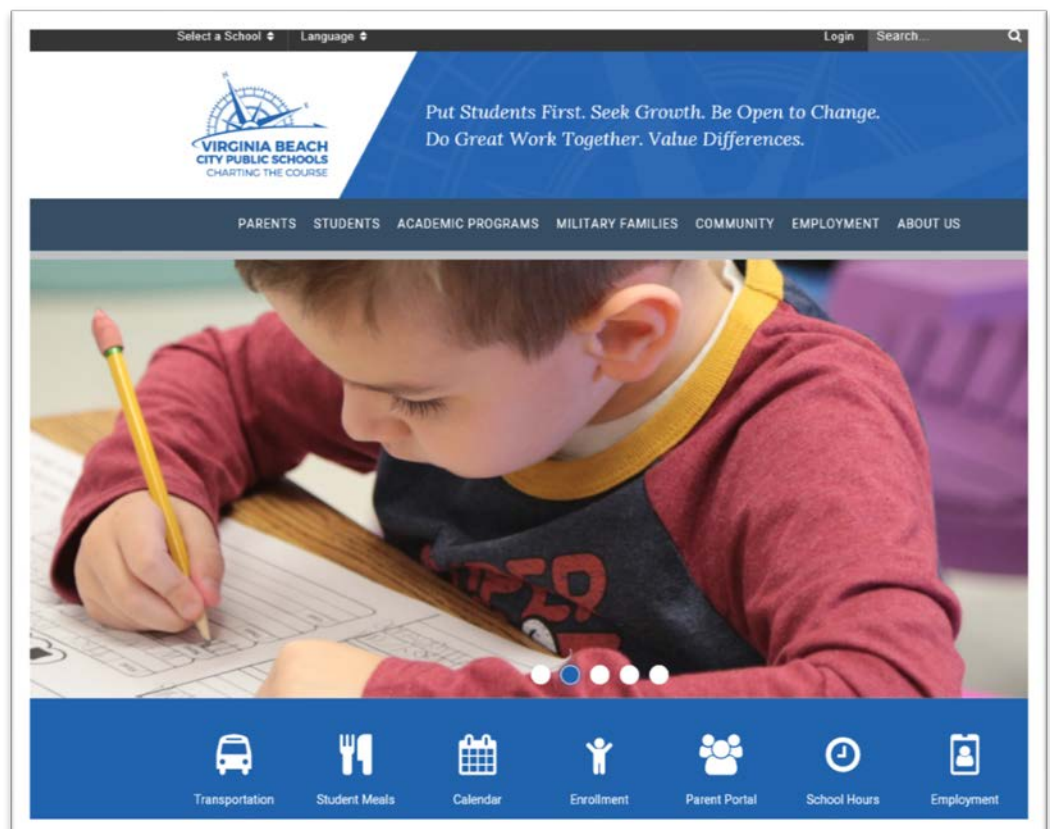 Select a School Language Login Search...
VIRGINIA BEACH
CITY PUBLIC SCHOOLS
CHARTING THE COURSE
Put Students First. Seek Growth. Be Open to Change.
Do Great Work Together. Value Differences.
PARENTS STUDENTS ACADEMIC PROGRAMS MILITARY FAMILIES COMMUNITY EMPLOYMENT ABOUT US
Transportation Student Meals Calendar Enrollment Parent Portal School Hours Employment